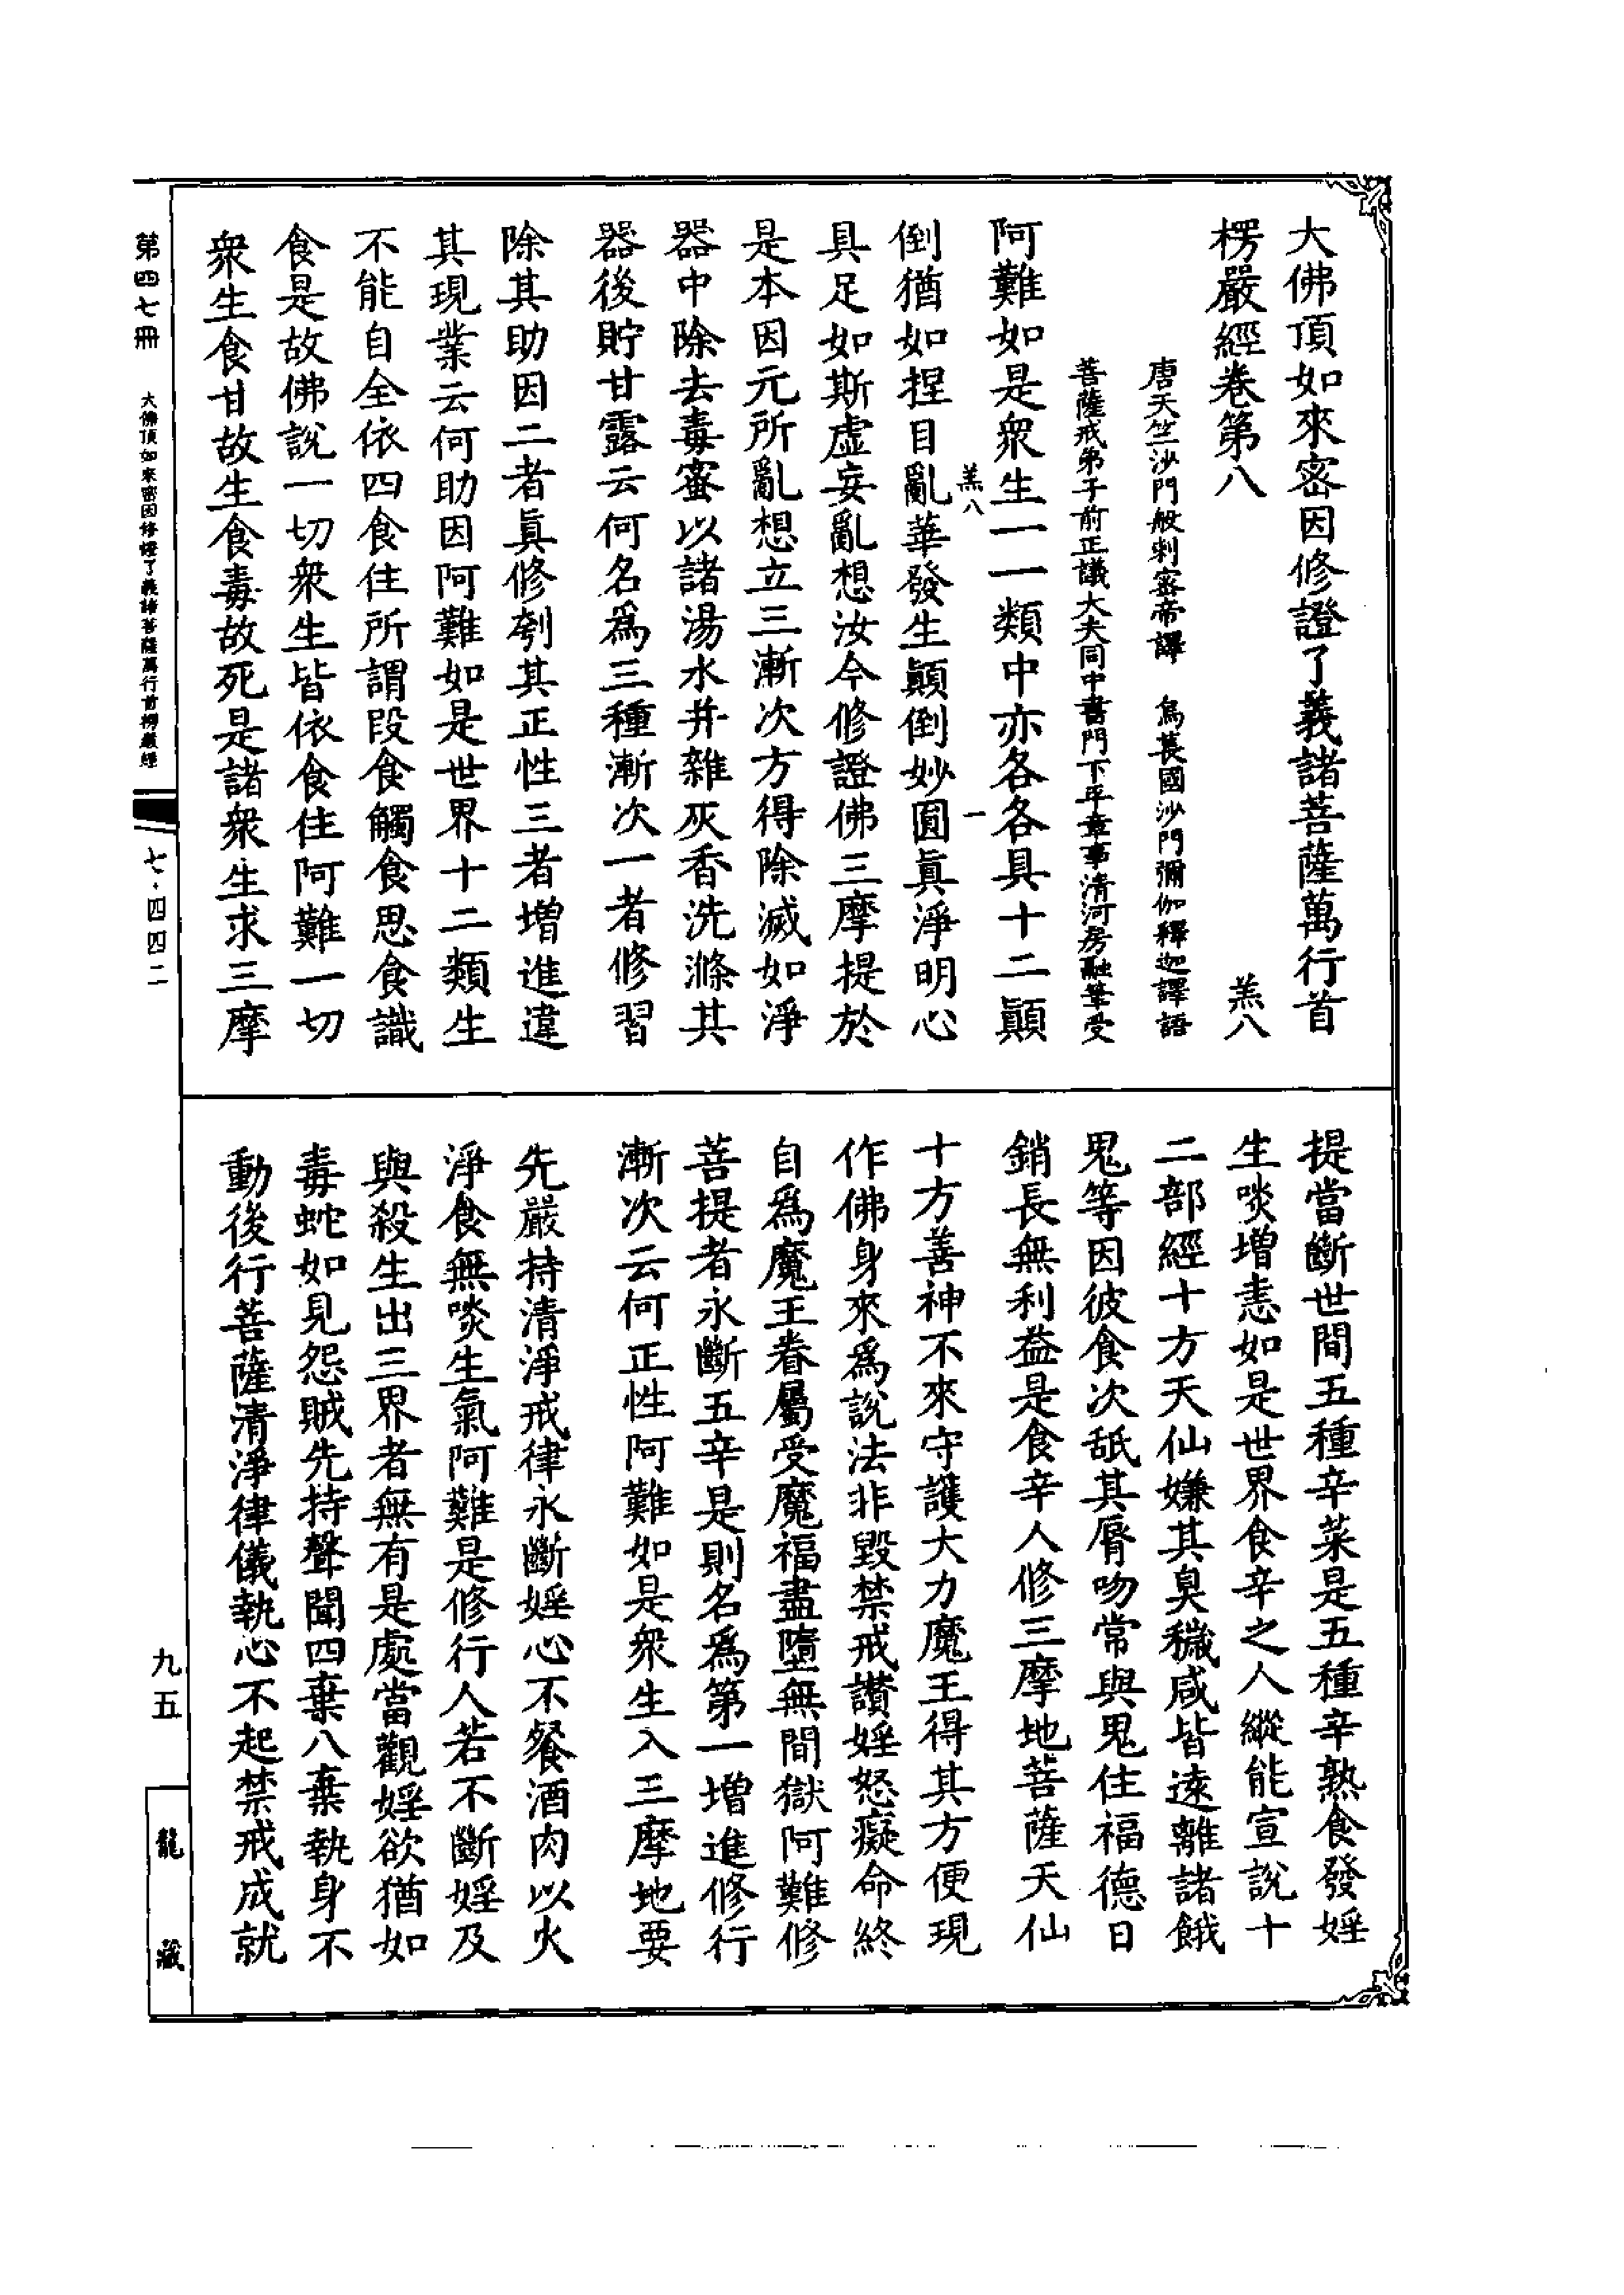 大佛頂如來密因修證了義諸菩薩萬行首
楞嚴經卷第八　羔八
唐天竺沙門般剌密帝譯　烏萇國沙門彌伽釋迦譯語
菩薩戒弟子前正議大夫同中書門下平章事清河房融筆受
阿難如是衆生一一類中亦各各具十二顚
羔八　一
倒猶如捏目亂華發生顚倒妙圓眞淨明心
具足如斯虛妄亂想汝今修證佛三摩提於
是本因元所亂想立三漸次方得除滅如淨
器中除去毒蜜以諸湯水并雜灰香洗滌其
器後貯甘露云何名爲三種漸次一者修習
除其助因二者眞修刳其正性三者增進違
其現業云何助因阿難如是世界十二類生
不能自全依四食住所謂段食觸食思食識
食是故佛說一切衆生皆依食住阿難一切
衆生食甘故生食毒故死是諸衆生求三摩
提當斷世間五種辛菜是五種辛熟食發婬
生啖增恚如是世界食辛之人縱能宣說十
二部經十方天仙嫌其臭穢咸皆遠離諸餓
鬼等因彼食次舐其脣吻常與鬼住福德日
銷長無利益是食辛人修三摩地菩薩天仙
十方善神不來守護大力魔王得其方便現
作佛身來爲說法非毀禁戒讚婬怒癡命終
自爲魔王眷屬受魔福盡墮無間獄阿難修
菩提者永斷五辛是則名爲第一增進修行
漸次云何正性阿難如是衆生入三摩地要
先嚴持清淨戒律永斷婬心不餐酒肉以火
淨食無啖生氣阿難是修行人若不斷婬及
與殺生出三界者無有是處當觀婬欲猶如
毒蛇如見怨賊先持聲聞四棄八棄執身不
動後行菩薩清淨律儀執心不起禁戒成就
第四七冊　大佛頂如來密因修證了義諸菩薩萬行首楞嚴經　七·四四二
九五
龍藏